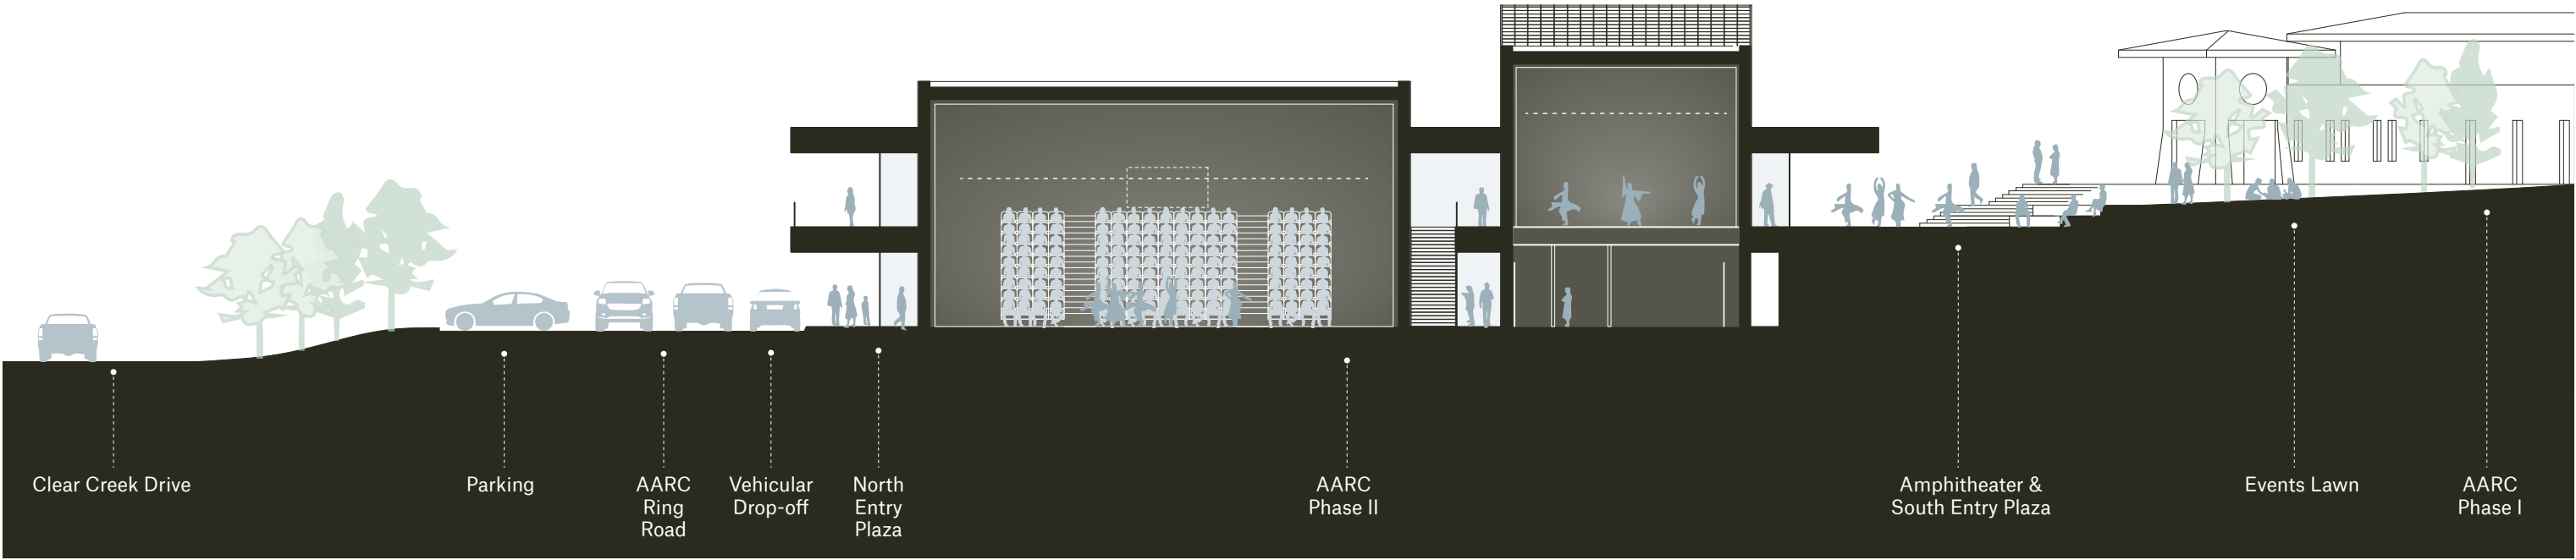 Clear Creek Drive
Parking
AARC
Ring
Road
Vehicular
Drop-off
North
Entry
Plaza
AARC
Phase II
Amphitheater &
South Entry Plaza
Events Lawn
AARC
Phase I